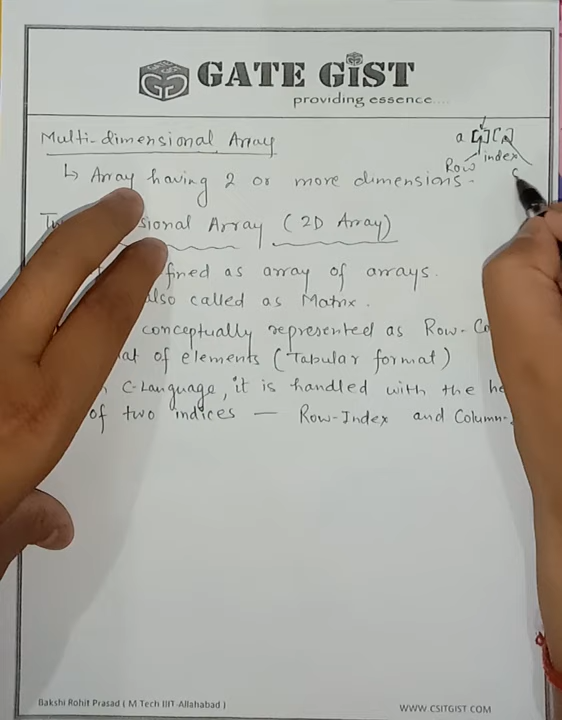 GATE GiST
providing essence....
Multi-dimensional Array
a [ ] [ ]
Row index
↳ Array having 2 or more dimensions.
sional Array (2D Array)
fined as array of arrays.
also called as Matrix.
conceptually represented as Row-Co
at of elements (Tabular format)
C-Language, it is handled with the he
of two indices — Row-Index and Column-
Bakshi Rohit Prasad ( M Tech IIIT-Allahabad )
WWW.CSITGIST.COM